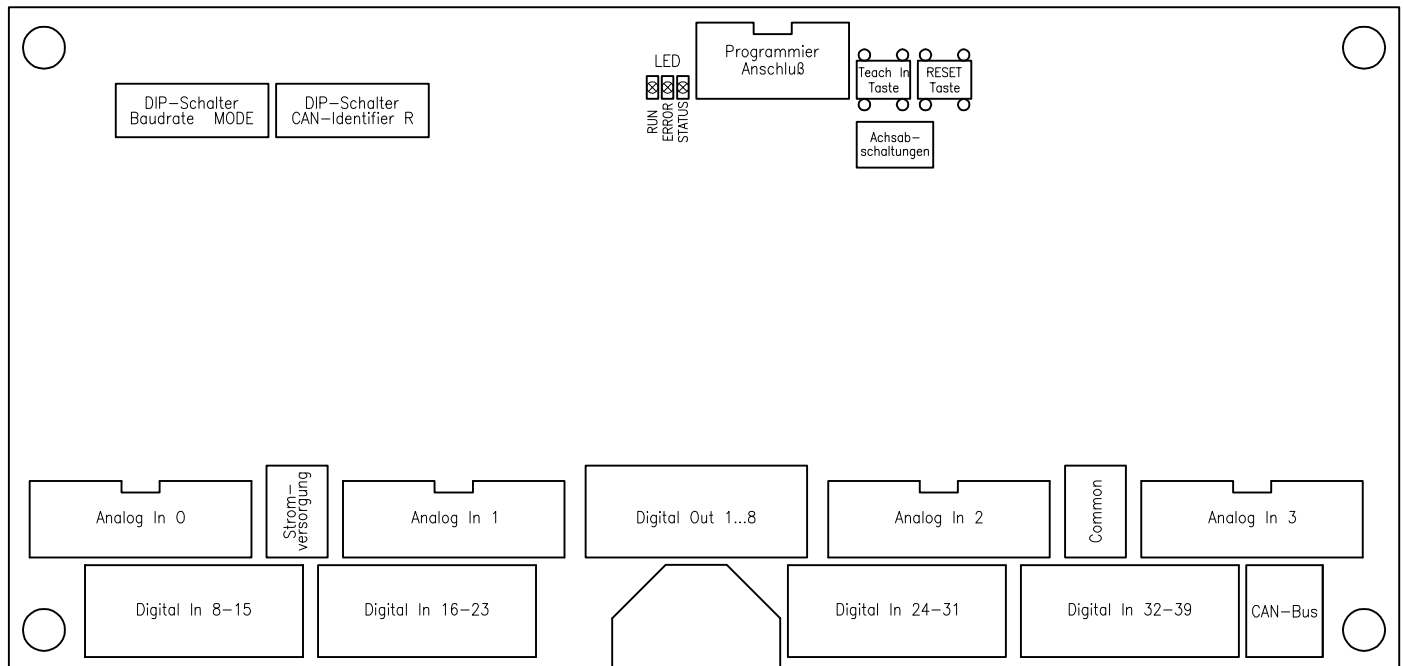 Programmier
Anschluß
LED
RUN
ERROR
STATUS
Teach In
Taste
RESET
Taste
DIP-Schalter
Baudrate MODE
DIP-Schalter
CAN-Identifier R
Achsab-
schaltungen
Analog In 0
Strom-
versorgung
Analog In 1
Digital Out 1...8
Analog In 2
Common
Analog In 3
Digital In 8-15
Digital In 16-23
Digital In 24-31
Digital In 32-39
CAN-Bus